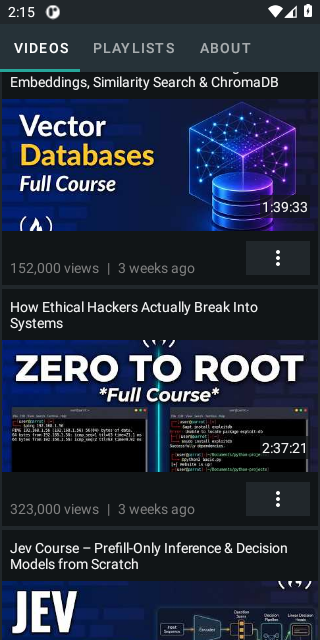 2:15
VIDEOS
PLAYLISTS
ABOUT
Embeddings, Similarity Search & ChromaDB
Vector
Databases
Full Course
1:39:33
152,000 views | 3 weeks ago
How Ethical Hackers Actually Break Into
Systems
ZERO TO ROOT
*Full Course*
2:37:21
323,000 views | 3 weeks ago
Jev Course – Prefill-Only Inference & Decision
Models from Scratch
JEV